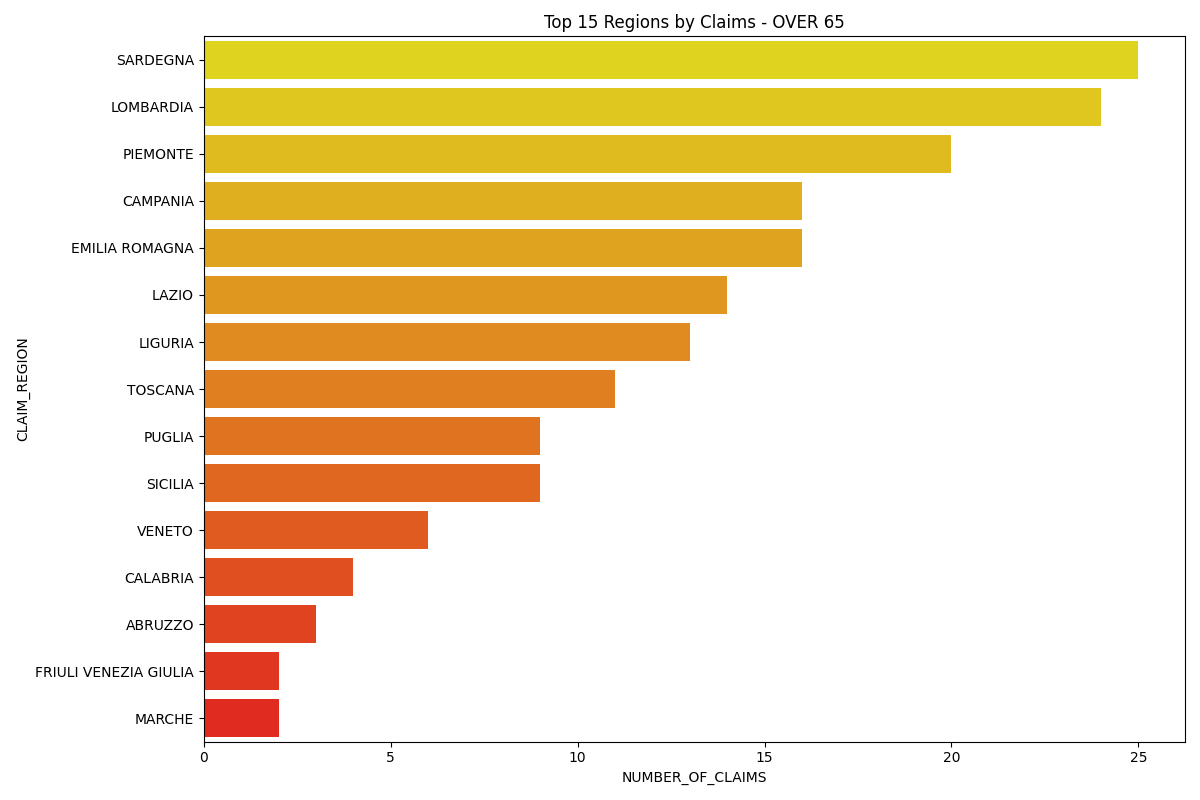 Top 15 Regions by Claims - OVER 65
CLAIM_REGION
SARDEGNA
LOMBARDIA
PIEMONTE
CAMPANIA
EMILIA ROMAGNA
LAZIO
LIGURIA
TOSCANA
PUGLIA
SICILIA
VENETO
CALABRIA
ABRUZZO
FRIULI VENEZIA GIULIA
MARCHE
0 5 10 15 20 25
NUMBER_OF_CLAIMS